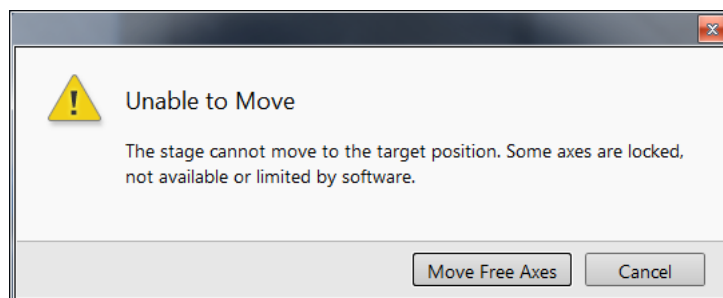 Unable to Move
The stage cannot move to the target position. Some axes are locked,
not available or limited by software.
Move Free Axes
Cancel